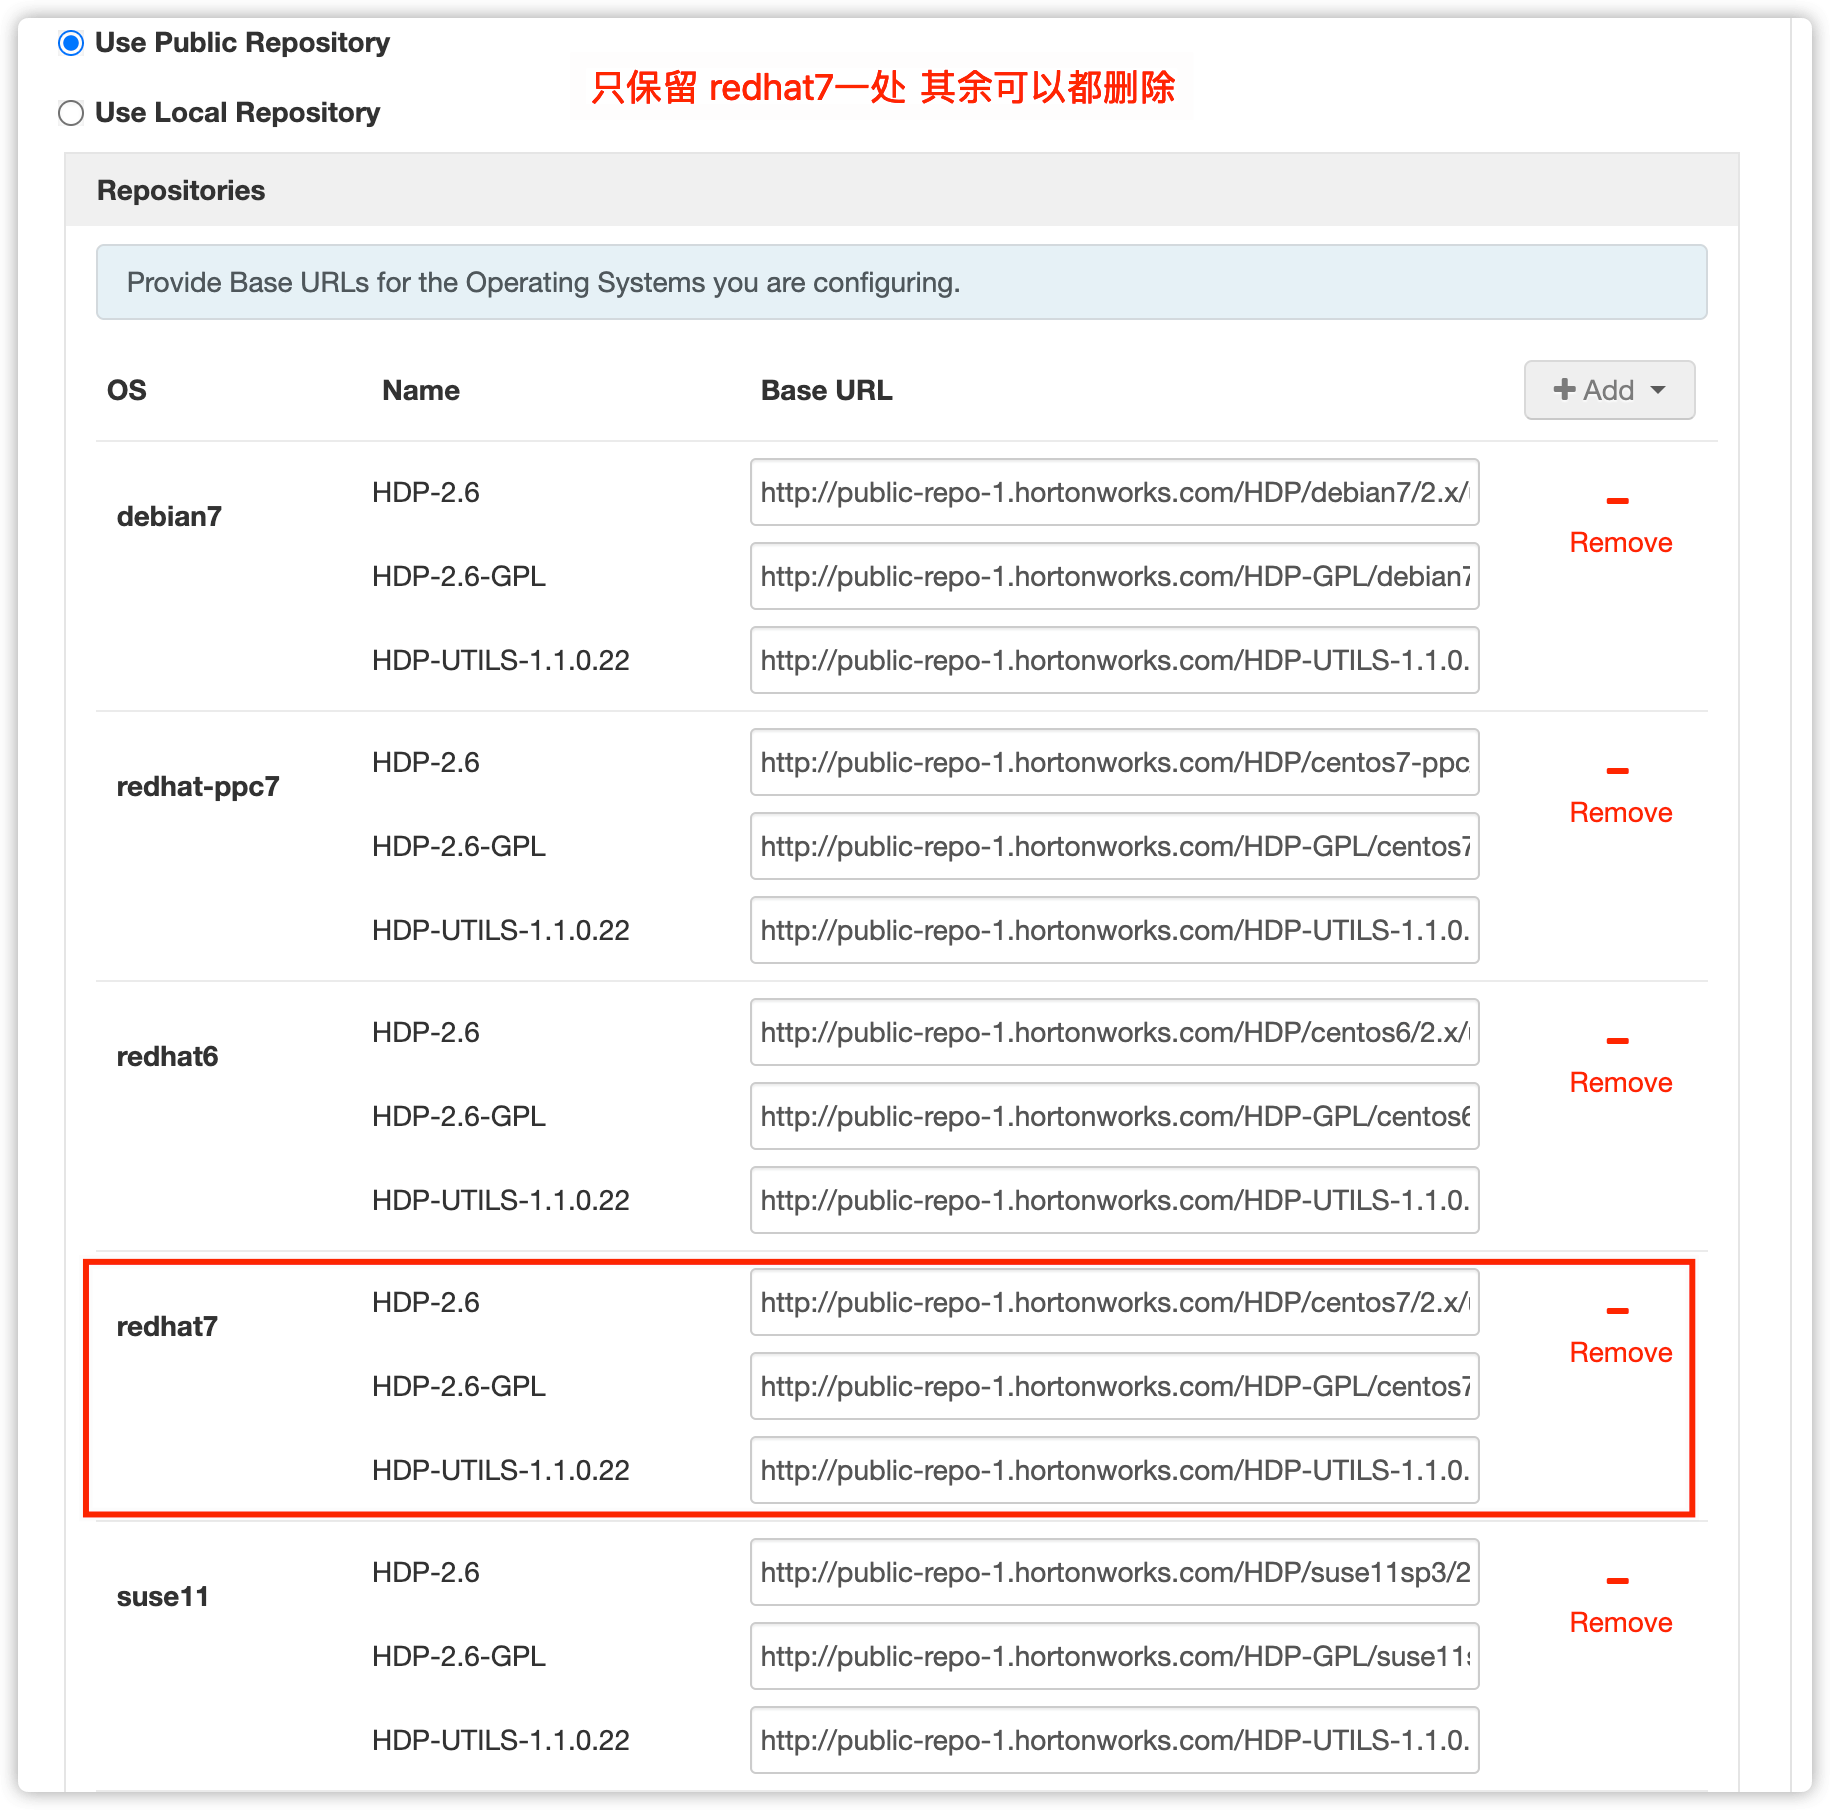 Use Public Repository
只保留 redhat7一处 其余可以都删除
Use Local Repository
Repositories
Provide Base URLs for the Operating Systems you are configuring.
OS Name Base URL Add
debian7
HDP-2.6 http://public-repo-1.hortonworks.com/HDP/debian7/2.x/
Remove
HDP-2.6-GPL http://public-repo-1.hortonworks.com/HDP-GPL/debian7
HDP-UTILS-1.1.0.22 http://public-repo-1.hortonworks.com/HDP-UTILS-1.1.0.
redhat-ppc7
HDP-2.6 http://public-repo-1.hortonworks.com/HDP/centos7-ppc
Remove
HDP-2.6-GPL http://public-repo-1.hortonworks.com/HDP-GPL/centos7
HDP-UTILS-1.1.0.22 http://public-repo-1.hortonworks.com/HDP-UTILS-1.1.0.
redhat6
HDP-2.6 http://public-repo-1.hortonworks.com/HDP/centos6/2.x/
Remove
HDP-2.6-GPL http://public-repo-1.hortonworks.com/HDP-GPL/centos6
HDP-UTILS-1.1.0.22 http://public-repo-1.hortonworks.com/HDP-UTILS-1.1.0.
redhat7
HDP-2.6 http://public-repo-1.hortonworks.com/HDP/centos7/2.x/
Remove
HDP-2.6-GPL http://public-repo-1.hortonworks.com/HDP-GPL/centos7
HDP-UTILS-1.1.0.22 http://public-repo-1.hortonworks.com/HDP-UTILS-1.1.0.
suse11
HDP-2.6 http://public-repo-1.hortonworks.com/HDP/suse11sp3/2
Remove
HDP-2.6-GPL http://public-repo-1.hortonworks.com/HDP-GPL/suse11
HDP-UTILS-1.1.0.22 http://public-repo-1.hortonworks.com/HDP-UTILS-1.1.0.